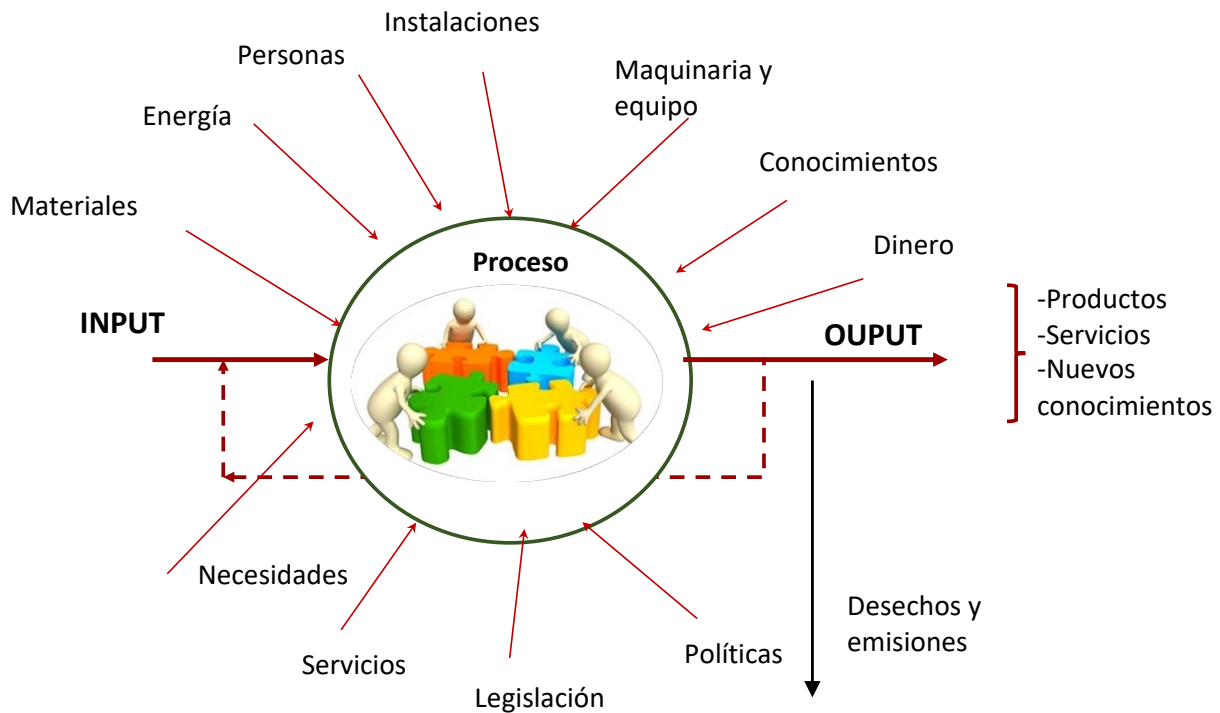 Instalaciones
Personas
Maquinaria y
equipo
Energía
Conocimientos
Materiales
Dinero
Proceso
INPUT
OUPUT
-Productos
-Servicios
-Nuevos
conocimientos
Necesidades
Servicios
Legislación
Políticas
Desechos y
emisiones